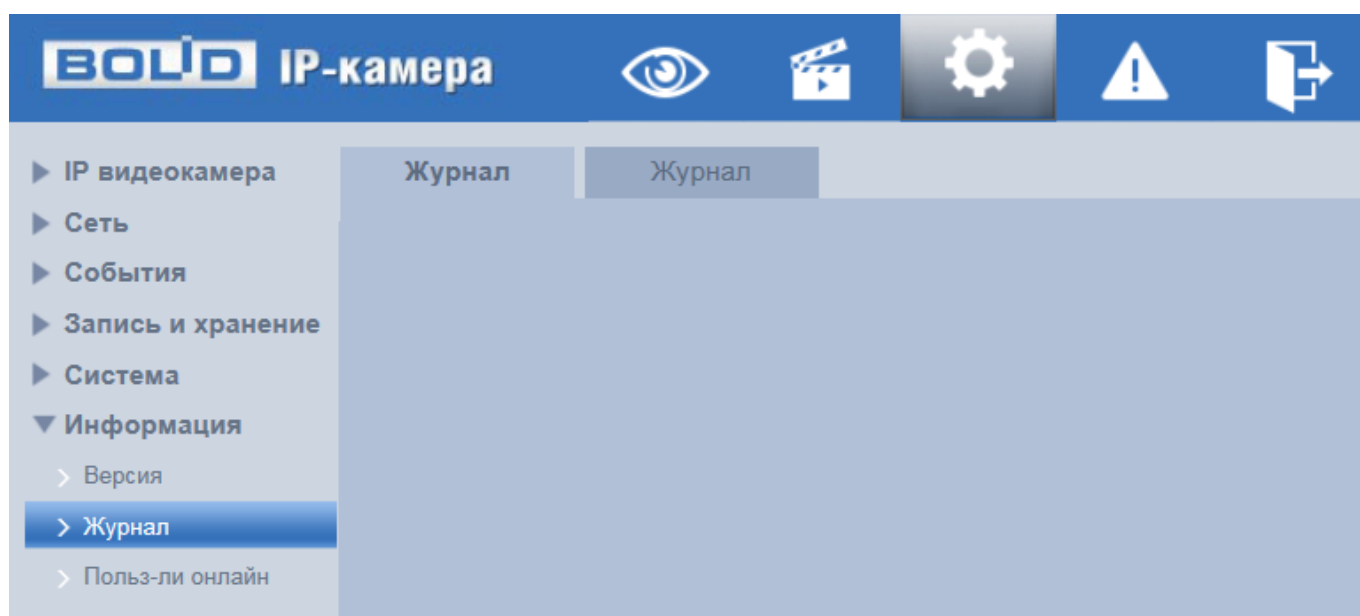 BOLID IP-камера
IP видеокамера
Сеть
События
Запись и хранение
Система
Информация
Версия
Журнал
Польз-ли онлайн
Журнал Журнал